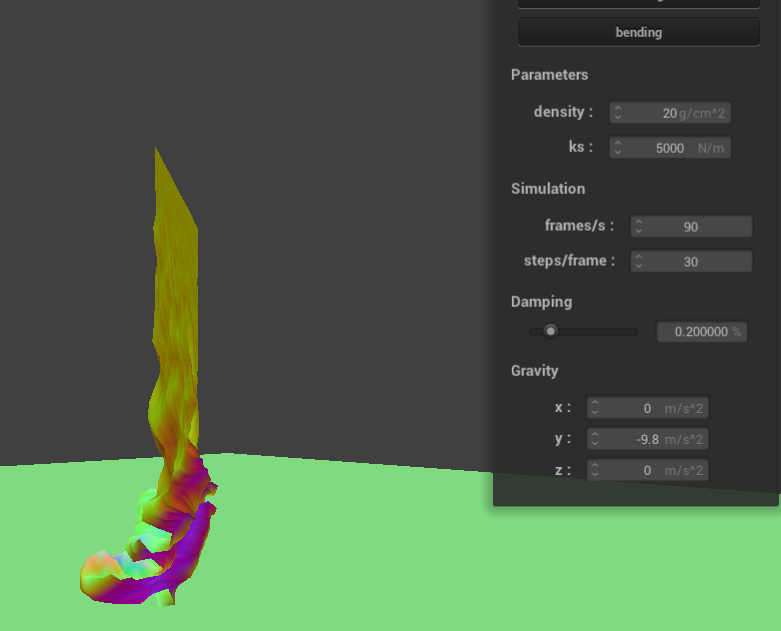 bending
Parameters
density : 20 g/cm^2
ks : 5000 N/m
Simulation
frames/s : 90
steps/frame : 30
Damping
0.200000 %
Gravity
x : 0 m/s^2
y : -9.8 m/s^2
z : 0 m/s^2